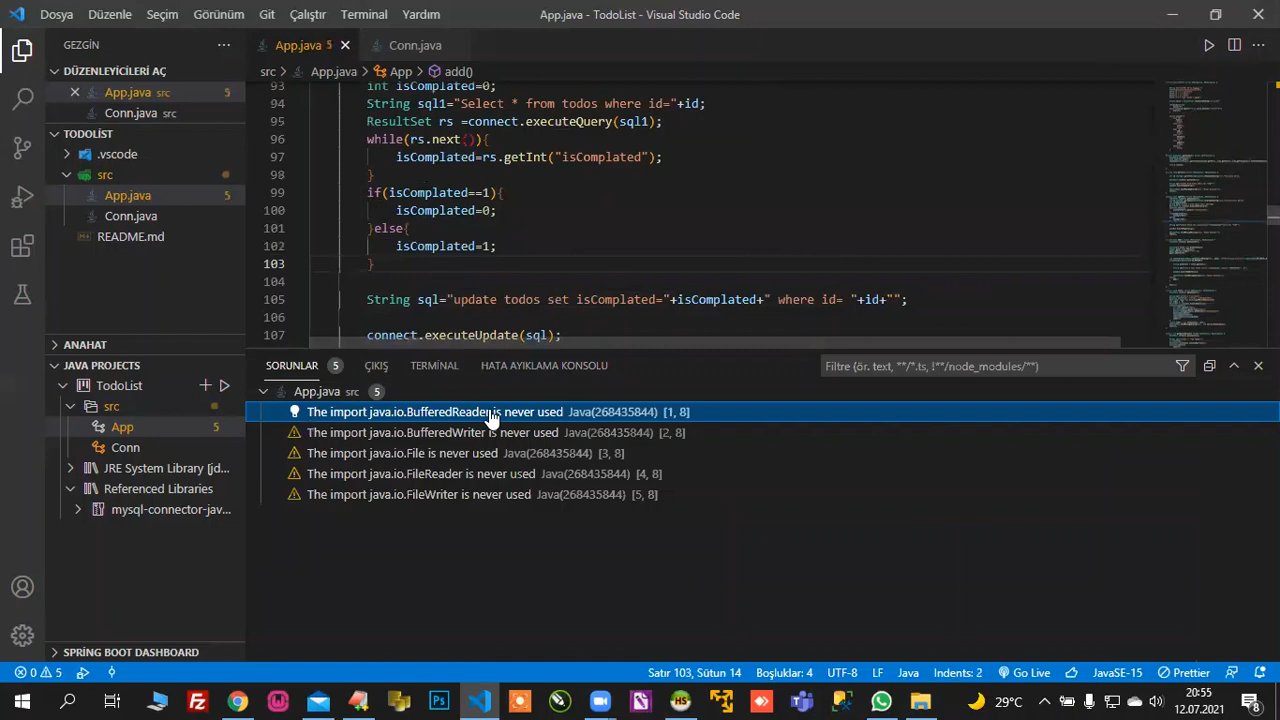 Dosya Düzenle Seçim Görünüm Git Çalıştır Terminal Yardım App.java - TodoList - Visual Studio Code
GEZGİN ··· App.java 5 Conn.java
DÜZENLEYİCİLERİ AÇ
App.java src 5
Conn.java src
TODOLIST
.vscode
src
App.java 5
Conn.java
README.md
ANAHAT
JAVA PROJECTS
TodoList
src
App 5
Conn
JRE System Library [jd...
Referenced Libraries
mysql-connector-jav...
SPRİNG BOOT DASHBOARD
src > App.java > App > add()
93 int isComplated=0;
94 String sql1="Select * from todos where id="+id;
95 ResultSet rs =connect.executeQuery(sql1);
96 while(rs.next()){
97 isComplated=rs.getInt("isComplated");
98 }
99 if(isComplated==1){
100 isComplated=0;
101 }else{
102 isComplated=1;
103 }
104
105 String sql="update todos set isComplated="+isComplated+" where id= "+id+"";
106
107 connect.executeUpdate(sql);
SORUNLAR 5 ÇIKIŞ TERMİNAL HATA AYIKLAMA KONSOLU Filtre (ör. text, **/*.ts, !**/node_modules/**)
App.java 5
The import java.io.BufferedReader is never used Java(268435844) [1, 8]
The import java.io.BufferedWriter is never used Java(268435844) [2, 8]
The import java.io.File is never used Java(268435844) [3, 8]
The import java.io.FileReader is never used Java(268435844) [4, 8]
The import java.io.FileWriter is never used Java(268435844) [5, 8]
0 5 Satır 103, Sütun 14 Boşluklar: 4 UTF-8 LF Java Indents: 2 Go Live JavaSE-15 Prettier
29°C 20:55
12.07.2021 8